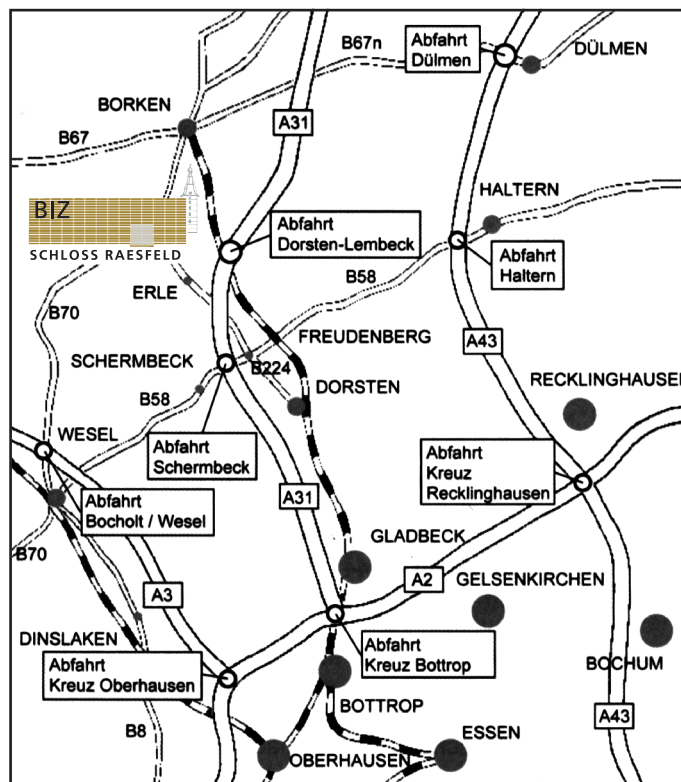 B67n
Abfahrt
Dülmen
DÜLMEN
BORKEN
A31
B67
HALTERN
BIZ
SCHLOSS RAESFELD
Abfahrt
Dorsten-Lembeck
Abfahrt
Haltern
ERLE
B58
B70
FREUDENBERG
A43
SCHERMBECK
B224
RECKLINGHAUSEN
B58
DORSTEN
WESEL
Abfahrt
Schermbeck
Abfahrt
Kreuz
Recklinghausen
Abfahrt
Bocholt / Wesel
A31
B70
GLADBECK
A3
A2
GELSENKIRCHEN
DINSLAKEN
Abfahrt
Kreuz Oberhausen
Abfahrt
Kreuz Bottrop
BOCHUM
BOTTROP
A43
B8
ESSEN
OBERHAUSEN